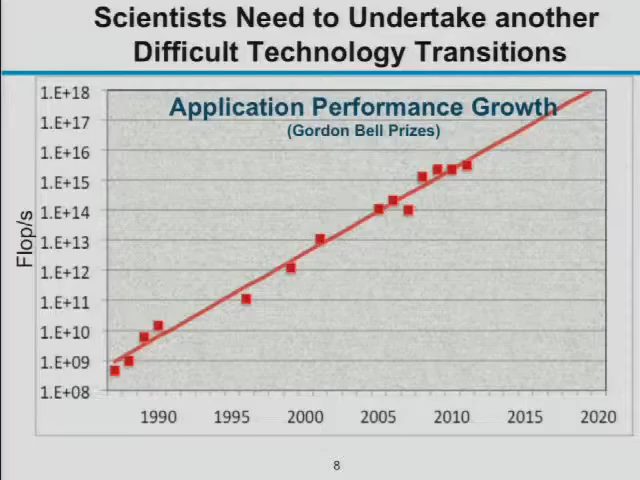 Scientists Need to Undertake another
Difficult Technology Transitions
Application Performance Growth
(Gordon Bell Prizes)
Flop/s
1.E+18
1.E+17
1.E+16
1.E+15
1.E+14
1.E+13
1.E+12
1.E+11
1.E+10
1.E+09
1.E+08
1990 1995 2000 2005 2010 2015 2020
8